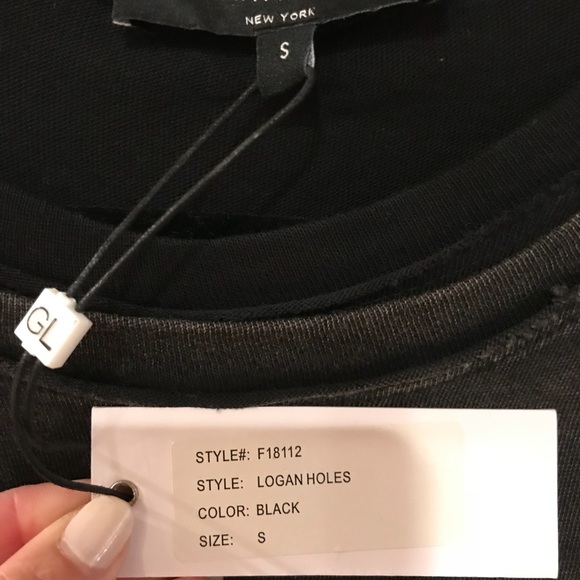 NEW YORK
S
GL
STYLE#: F18112
STYLE: LOGAN HOLES
COLOR: BLACK
SIZE: S